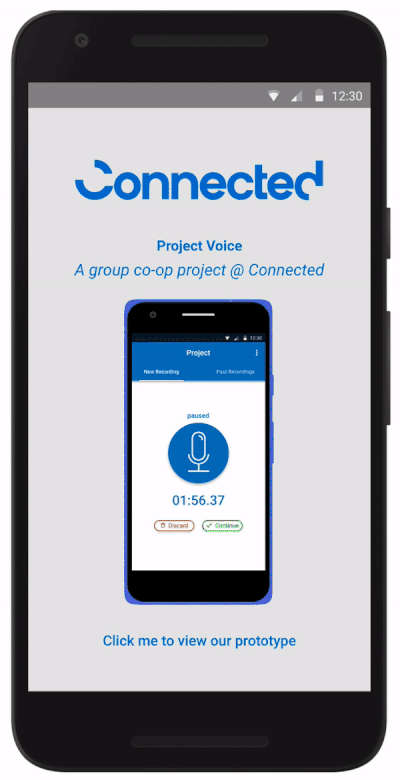 12:30
Connected
Project Voice
A group co-op project @ Connected
12:30
Project
New Recording Past Recordings
paused
01:56.37
Discard Continue
Click me to view our prototype